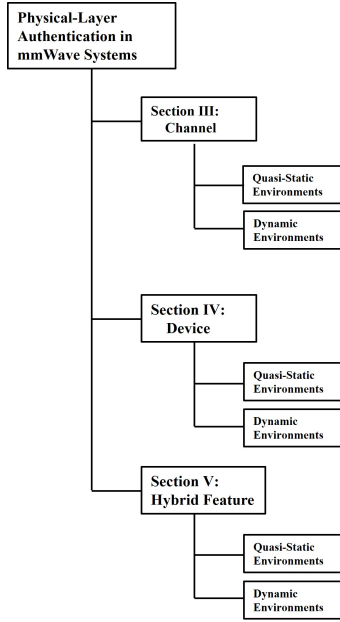 Physical-Layer
Authentication in
mmWave Systems
Section III:
Channel
Quasi-Static
Environments
Dynamic
Environments
Section IV:
Device
Quasi-Static
Environments
Dynamic
Environments
Section V:
Hybrid Feature
Quasi-Static
Environments
Dynamic
Environments